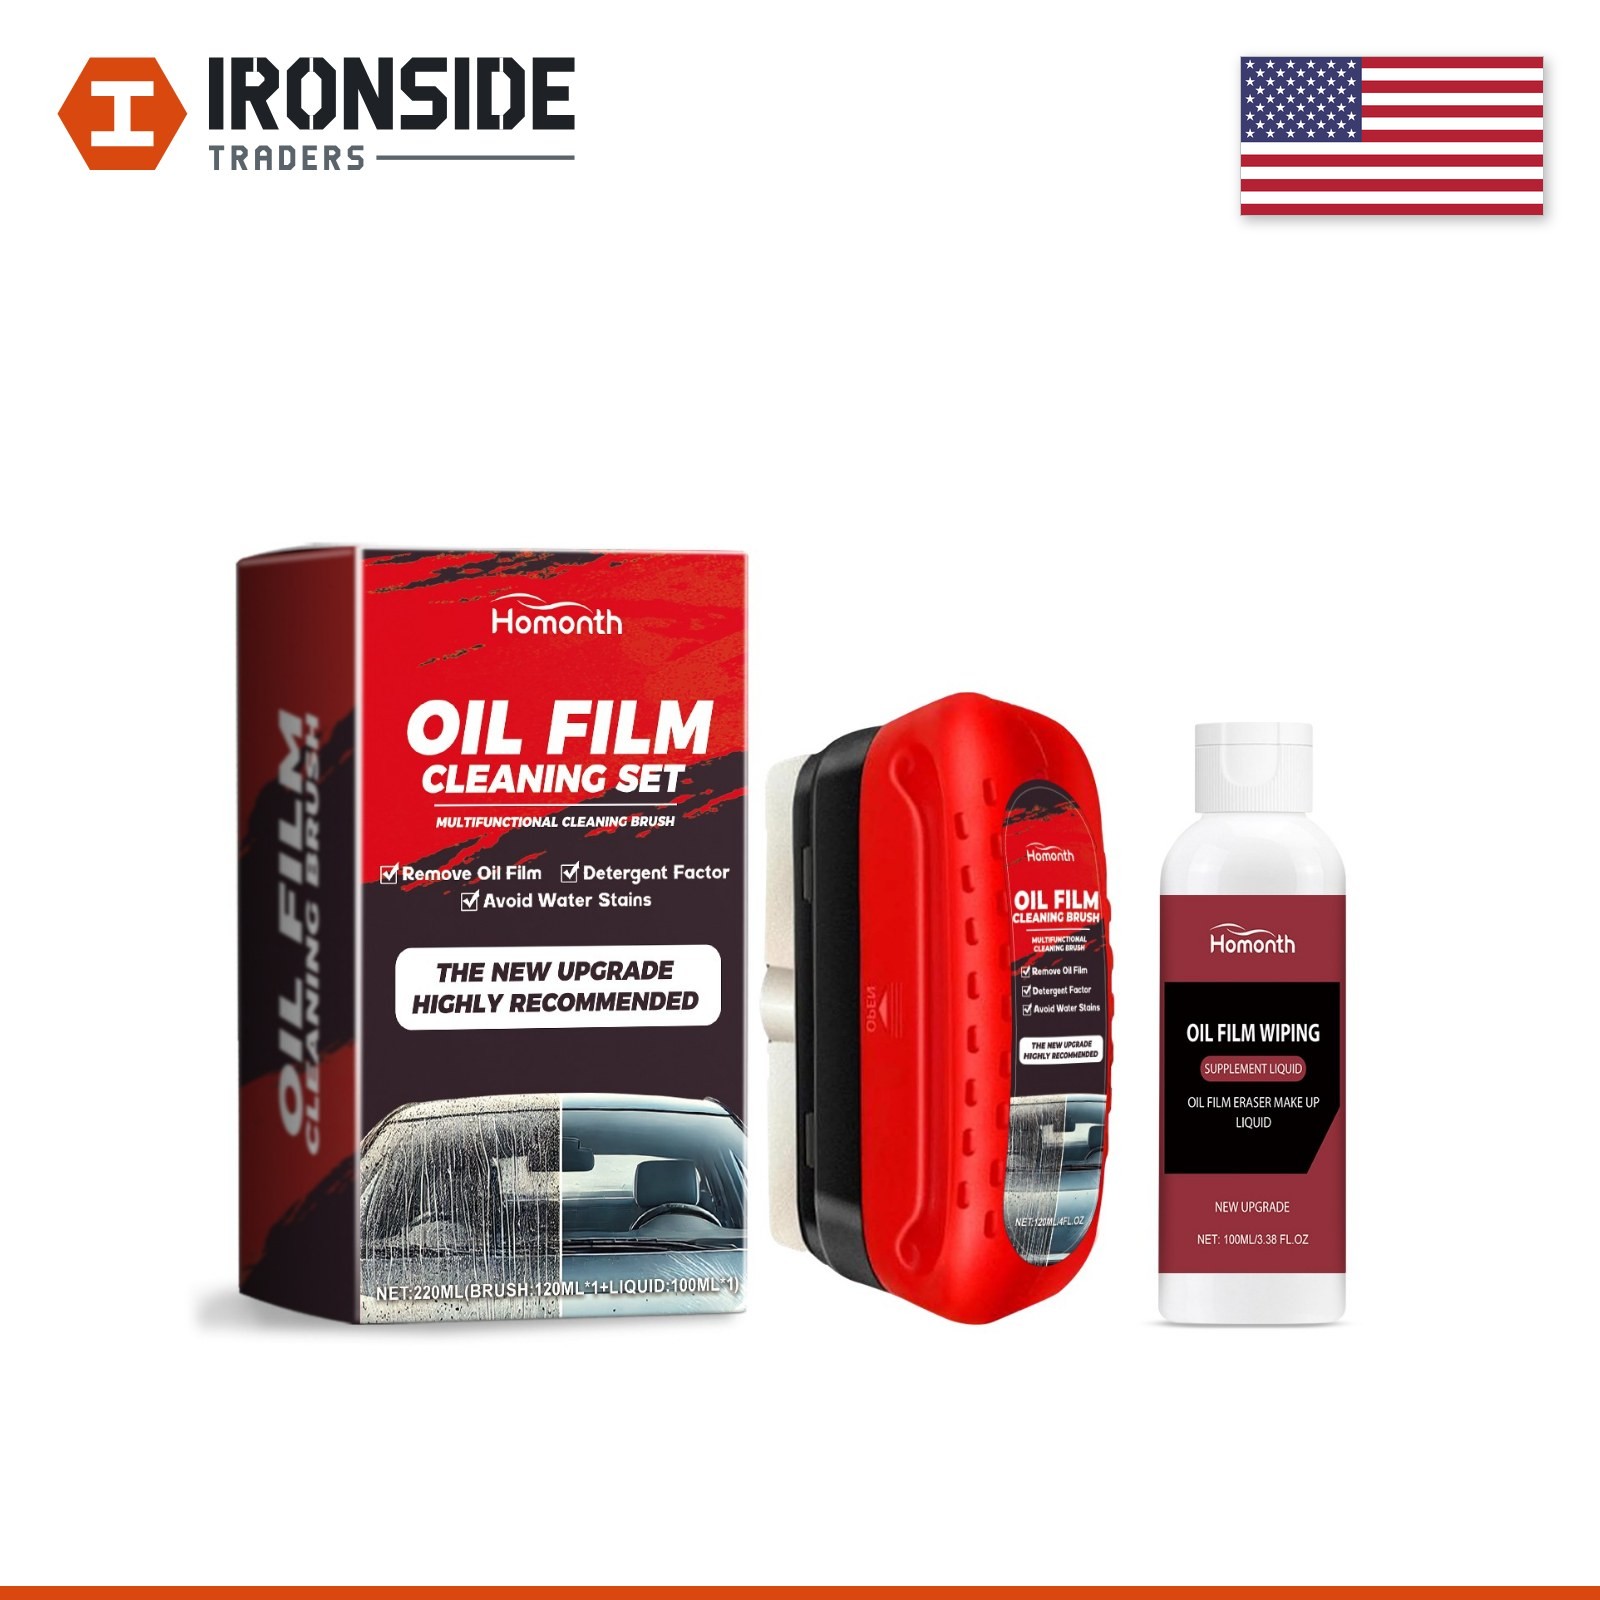 IRONSIDE
TRADERS
Homonth
OIL FILM
CLEANING SET
MULTIFUNCTIONAL CLEANING BRUSH
Remove Oil Film
Detergent Factor
Avoid Water Stains
THE NEW UPGRADE
HIGHLY RECOMMENDED
NET:220ML(BRUSH:120ML*1+LIQUID:100ML*1)
OIL FILM
CLEANING BRUSH
OPEN
Homonth
OIL FILM
CLEANING BRUSH
MULTIFUNCTIONAL
CLEANING BRUSH
Remove Oil Film
Detergent Factor
Avoid Water Stains
THE NEW UPGRADE
HIGHLY RECOMMENDED
NET:120ML/4FL.OZ
Homonth
OIL FILM WIPING
SUPPLEMENT LIQUID
OIL FILM ERASER MAKE UP
LIQUID
NEW UPGRADE
NET: 100ML/3.38 FL.OZ